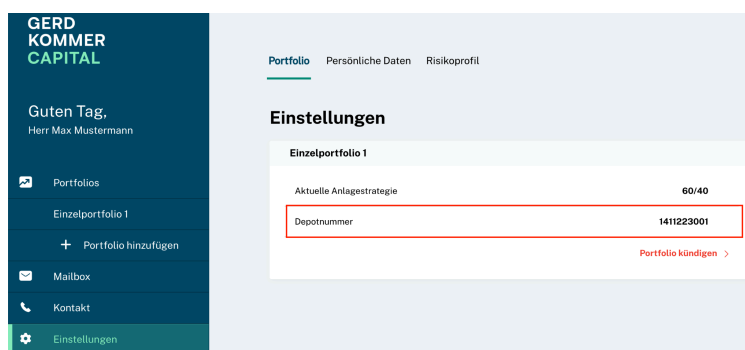 GERD
KOMMER
CAPITAL
Guten Tag,
Herr Max Mustermann
Portfolios
Einzelportfolio 1
+ Portfolio hinzufügen
Mailbox
Kontakt
Einstellungen
Portfolio Persönliche Daten Risikoprofil
Einstellungen
Einzelportfolio 1
Aktuelle Anlagestrategie 60/40
Depotnummer 1411223001
Portfolio kündigen >